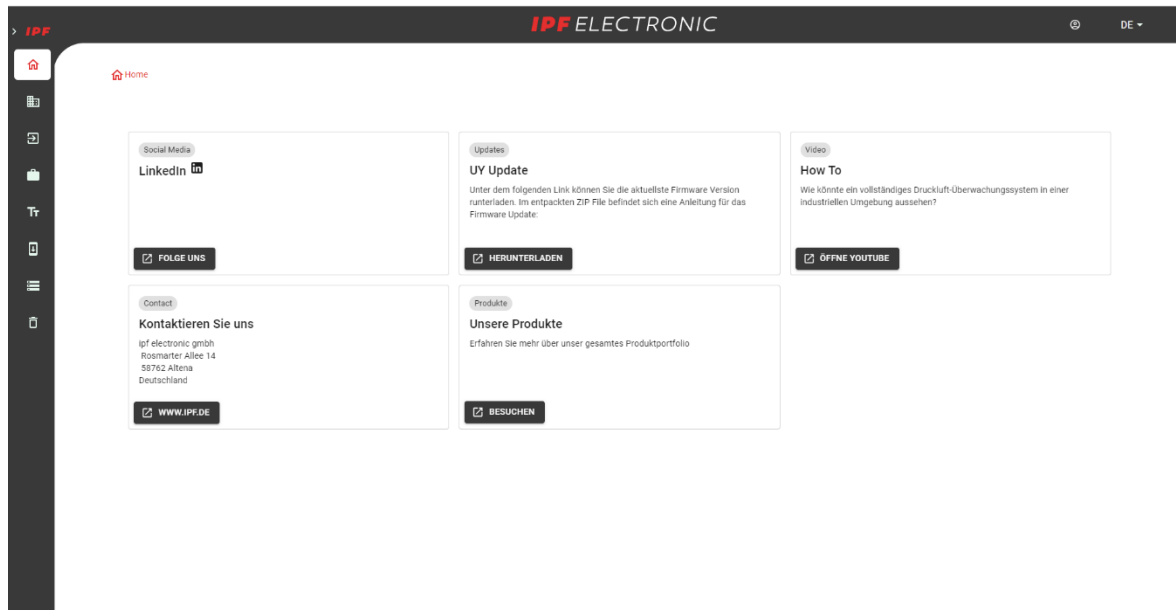 IPF
IPF ELECTRONIC
DE
Home
Social Media
LinkedIn
FOLGE UNS
Updates
UY Update
Unter dem folgenden Link können Sie die aktuellste Firmware Version
runterladen. Im entpackten ZIP File befindet sich eine Anleitung für das
Firmware Update:
HERUNTERLADEN
Video
How To
Wie könnte ein vollständiges Druckluft-Überwachungssystem in einer
industriellen Umgebung aussehen?
ÖFFNE YOUTUBE
Contact
Kontaktieren Sie uns
ipf electronic gmbh
Rosmarter Allee 14
58762 Altena
Deutschland
WWW.IPF.DE
Produkte
Unsere Produkte
Erfahren Sie mehr über unser gesamtes Produktportfolio
BESUCHEN